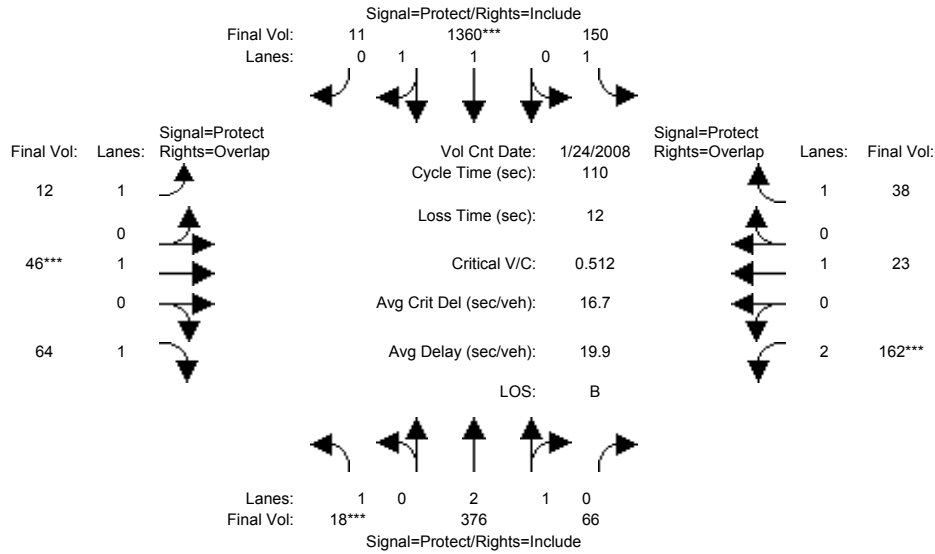 Signal=Protect/Rights=Include
Final Vol: 11 1360*** 150
Lanes: 0 1 1 0 1
Signal=Protect Signal=Protect
Final Vol: Lanes: Rights=Overlap Vol Cnt Date: 1/24/2008 Rights=Overlap Lanes: Final Vol:
Cycle Time (sec): 110
12 1 1 38
Loss Time (sec): 12
0 0
46*** 1 Critical V/C: 0.512 1 23
0 Avg Crit Del (sec/veh): 16.7 0
64 1 Avg Delay (sec/veh): 19.9 2 162***
LOS: B
Lanes: 1 0 2 1 0
Final Vol: 18*** 376 66
Signal=Protect/Rights=Include